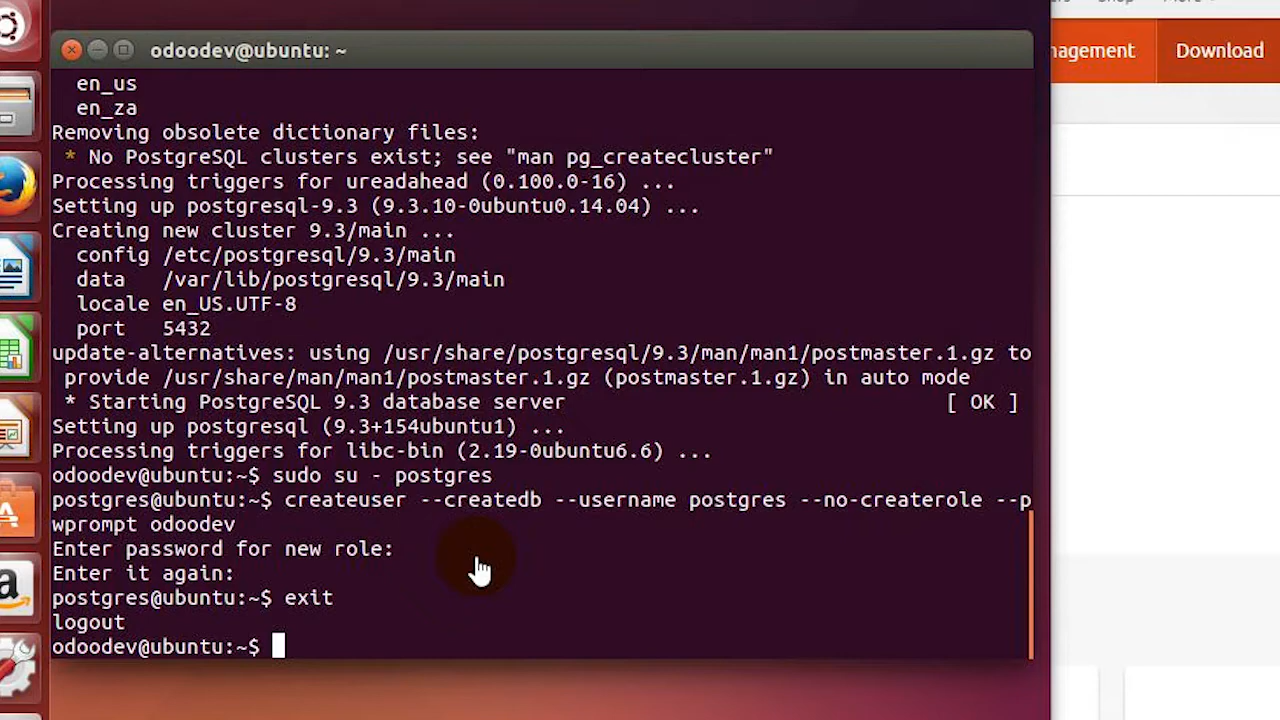 odoodev@ubuntu: ~
nagement
Download
en_us
en_za
Removing obsolete dictionary files:
* No PostgreSQL clusters exist; see "man pg_createcluster"
Processing triggers for ureadahead (0.100.0-16) ...
Setting up postgresql-9.3 (9.3.10-0ubuntu0.14.04) ...
Creating new cluster 9.3/main ...
config /etc/postgresql/9.3/main
data /var/lib/postgresql/9.3/main
locale en_US.UTF-8
port 5432
update-alternatives: using /usr/share/postgresql/9.3/man/man1/postmaster.1.gz to
provide /usr/share/man/man1/postmaster.1.gz (postmaster.1.gz) in auto mode
* Starting PostgreSQL 9.3 database server [ OK ]
Setting up postgresql (9.3+154ubuntu1) ...
Processing triggers for libc-bin (2.19-0ubuntu6.6) ...
odoodev@ubuntu:~$ sudo su - postgres
postgres@ubuntu:~$ createuser --createdb --username postgres --no-createrole --p
wprompt odoodev
Enter password for new role:
Enter it again:
postgres@ubuntu:~$ exit
logout
odoodev@ubuntu:~$